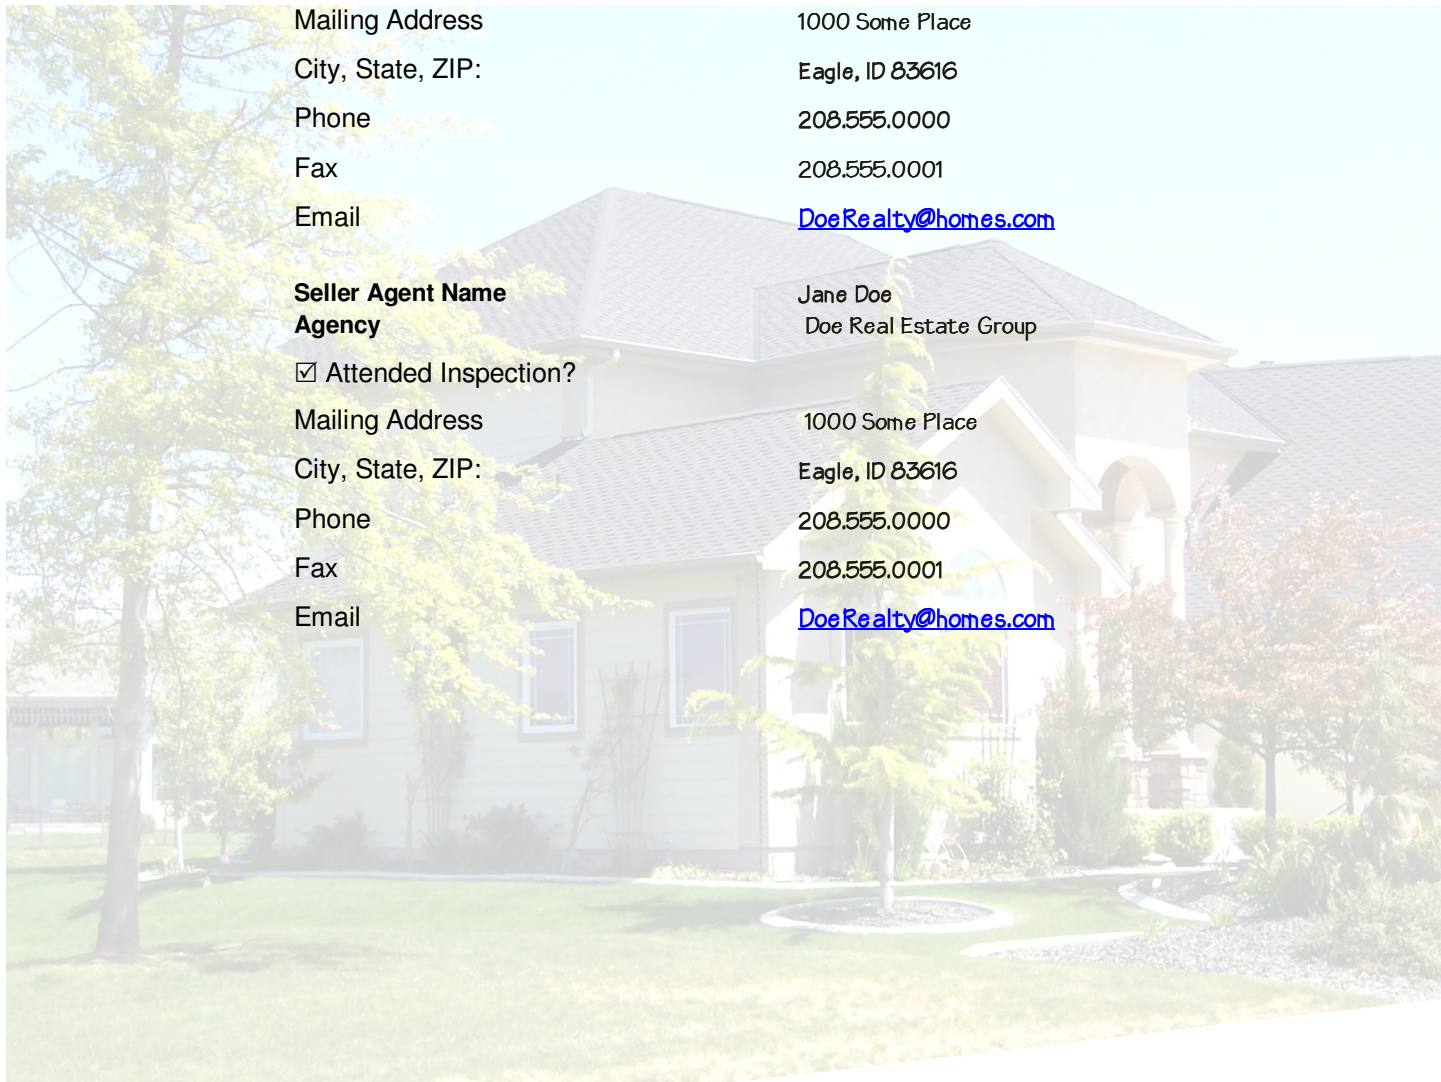 Mailing Address 1000 Some Place
City, State, ZIP: Eagle, ID 83616
Phone 208.555.0000
Fax 208.555.0001
Email DoeRealty@homes.com
Seller Agent Name Jane Doe
Agency Doe Real Estate Group
☑ Attended Inspection?
Mailing Address 1000 Some Place
City, State, ZIP: Eagle, ID 83616
Phone 208.555.0000
Fax 208.555.0001
Email DoeRealty@homes.com